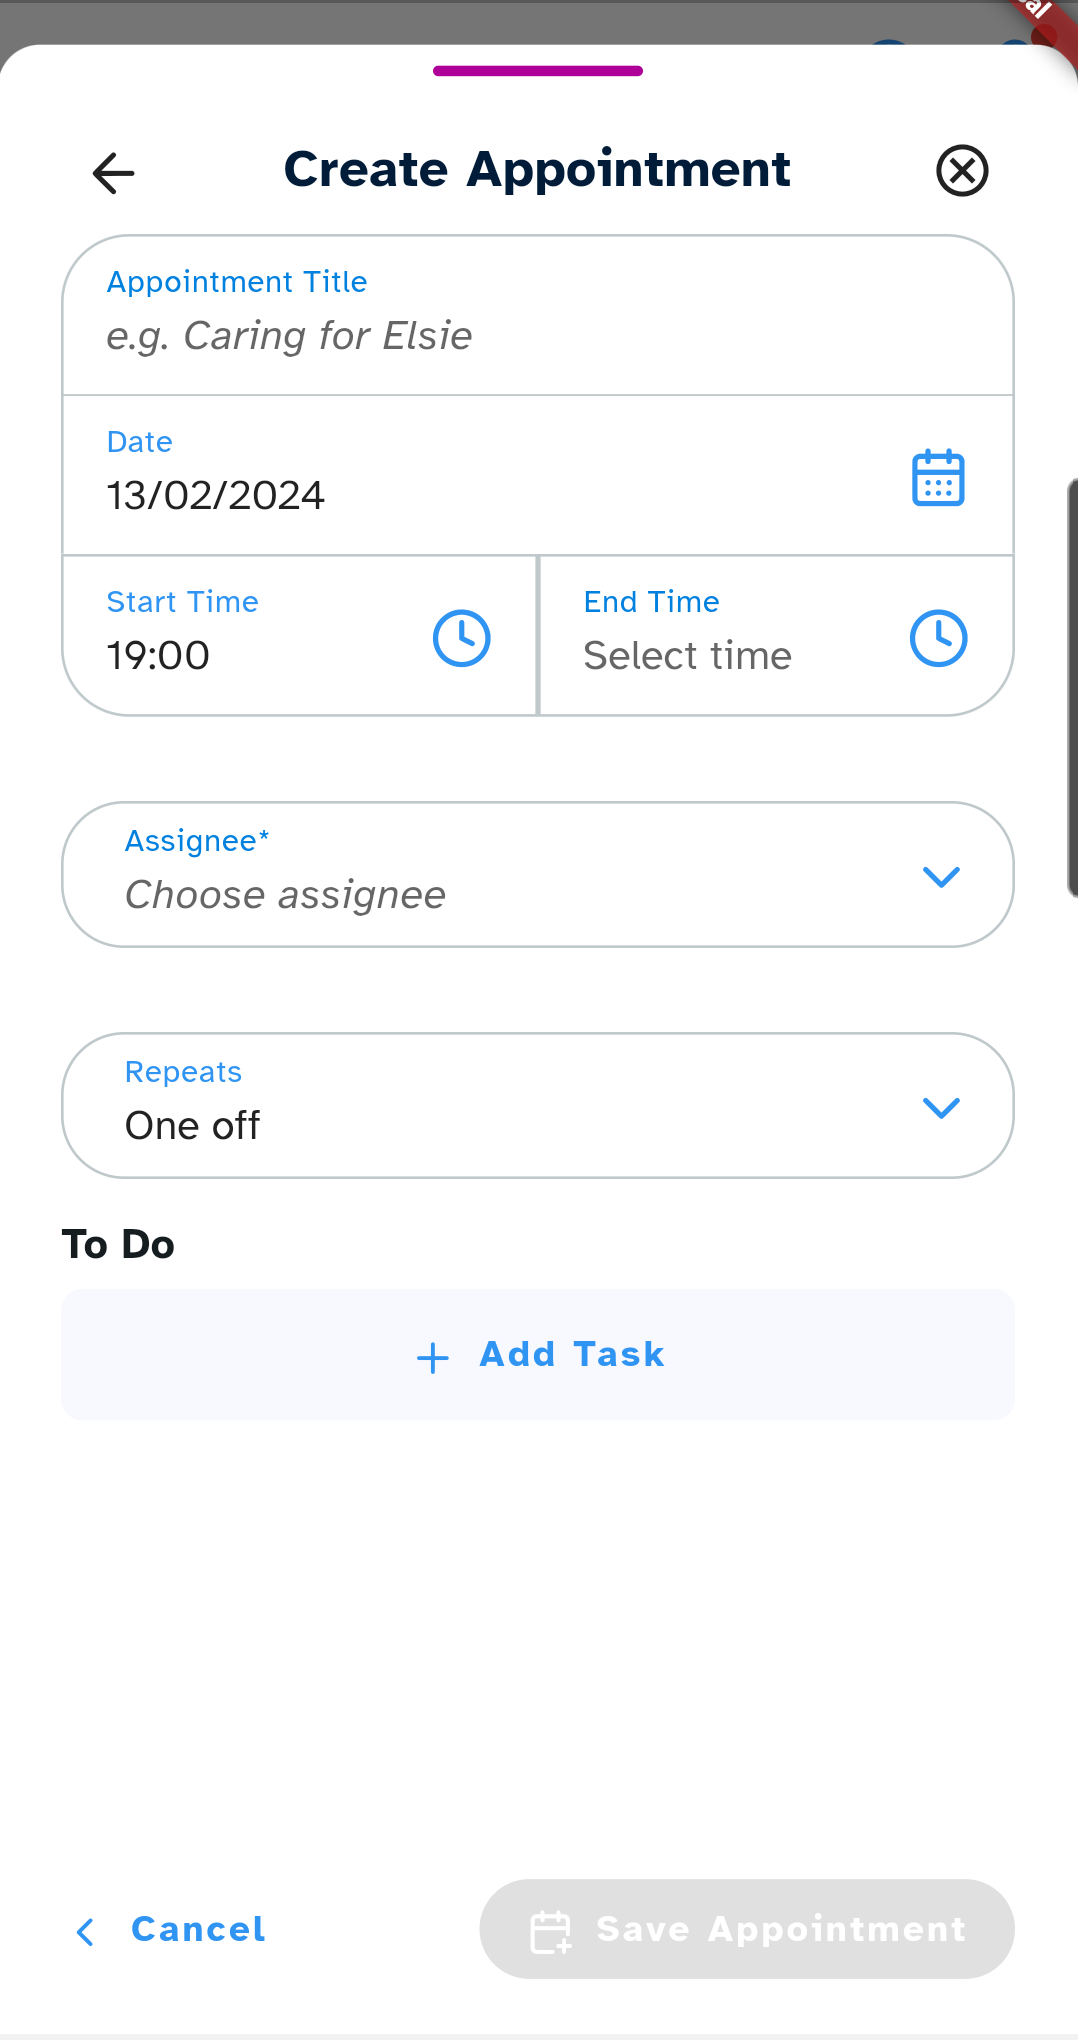 al
Create Appointment
Appointment Title
e.g. Caring for Elsie
Date
13/02/2024
Start Time
19:00
End Time
Select time
Assignee*
Choose assignee
Repeats
One off
To Do
Add Task
Cancel
Save Appointment